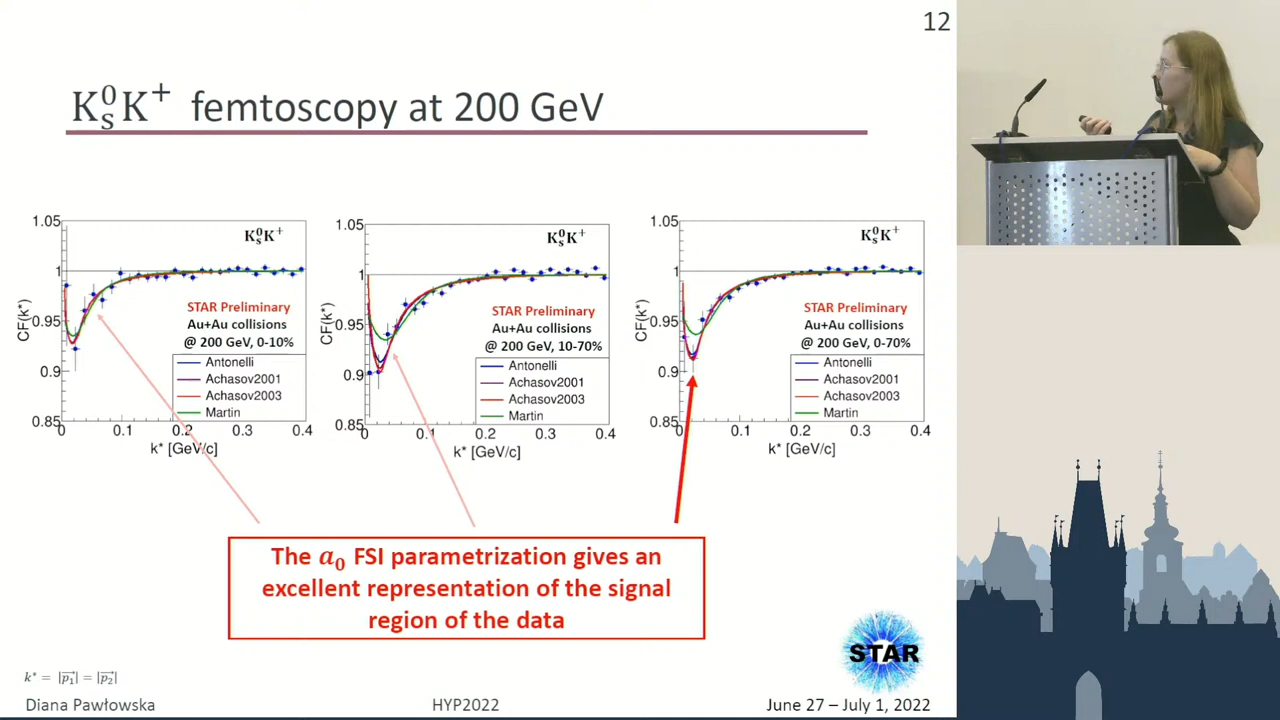 12
K⁰ₛK⁺ femtoscopy at 200 GeV
1.05
1
0.95
0.9
0.85
CF(k*)
K⁰ₛK⁺
STAR Preliminary
Au+Au collisions
@ 200 GeV, 0-10%
Antonelli
Achasov2001
Achasov2003
Martin
0 0.1 0.2 0.3 0.4
k* [GeV/c]
1.05
1
0.95
0.9
0.85
CF(k*)
K⁰ₛK⁺
STAR Preliminary
Au+Au collisions
@ 200 GeV, 10-70%
Antonelli
Achasov2001
Achasov2003
Martin
0 0.1 0.2 0.3 0.4
k* [GeV/c]
1.05
1
0.95
0.9
0.85
CF(k*)
K⁰ₛK⁺
STAR Preliminary
Au+Au collisions
@ 200 GeV, 0-70%
Antonelli
Achasov2001
Achasov2003
Martin
0 0.1 0.2 0.3 0.4
k* [GeV/c]
The a₀ FSI parametrization gives an
excellent representation of the signal
region of the data
STAR
k* = |p₁⃗| = |p₂⃗|
Diana Pawłowska
HYP2022
June 27 – July 1, 2022